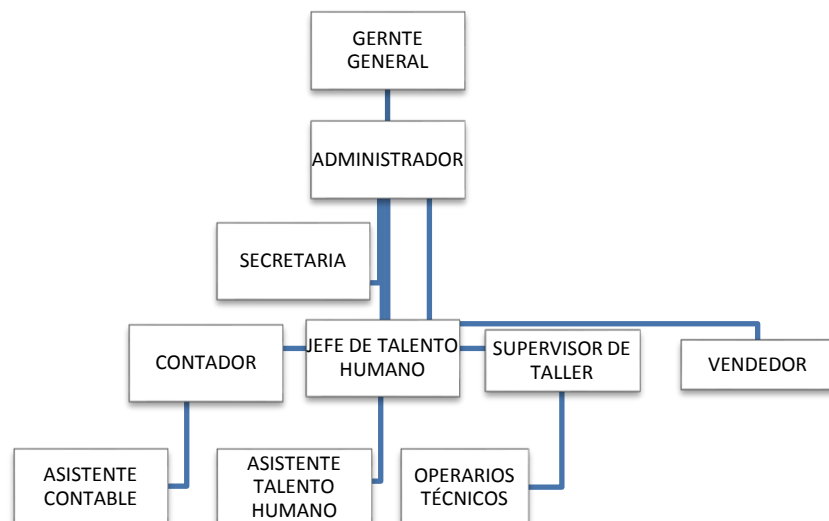 GERNTE
GENERAL
ADMINISTRADOR
SECRETARIA
CONTADOR
JEFE DE TALENTO
HUMANO
SUPERVISOR DE
TALLER
VENDEDOR
ASISTENTE
CONTABLE
ASISTENTE
TALENTO
HUMANO
OPERARIOS
TÉCNICOS